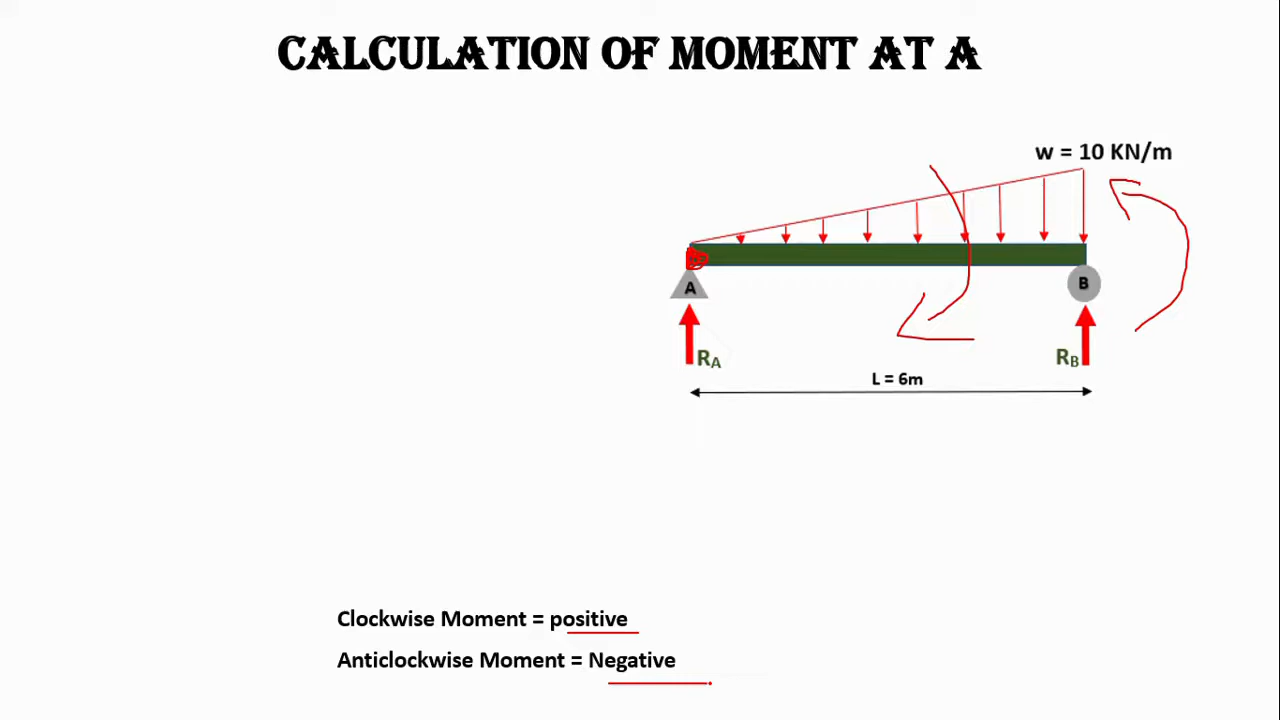 CALCULATION OF MOMENT AT A
w = 10 KN/m
A
B
RA
RB
L = 6m
Clockwise Moment = positive
Anticlockwise Moment = Negative